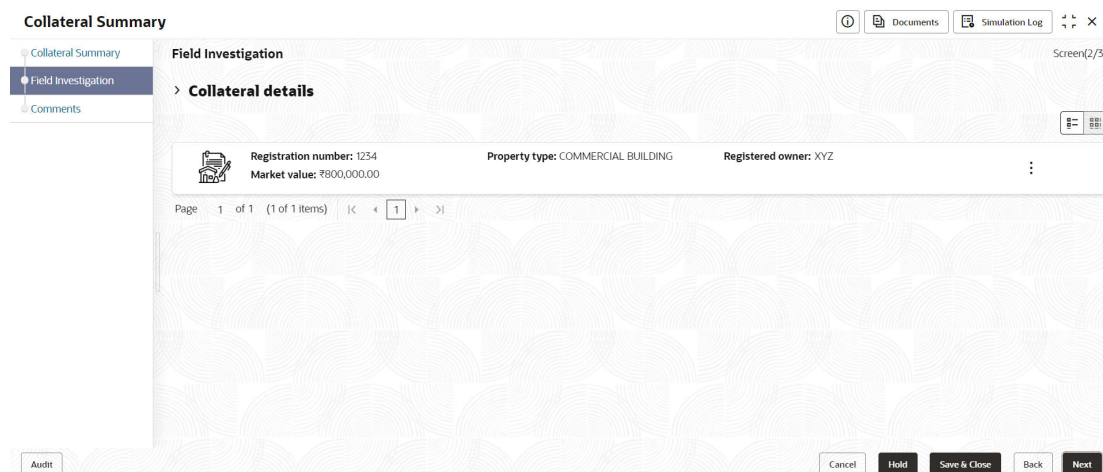 Collateral Summary
Documents
Simulation Log
Collateral Summary
Field Investigation
Comments
Field Investigation
Screen(2/3
Collateral details
Registration number: 1234
Property type: COMMERCIAL BUILDING
Registered owner: XYZ
Market value: ₹800,000.00
Page 1 of 1 (1 of 1 items) 1
Audit
Cancel
Hold
Save & Close
Back
Next